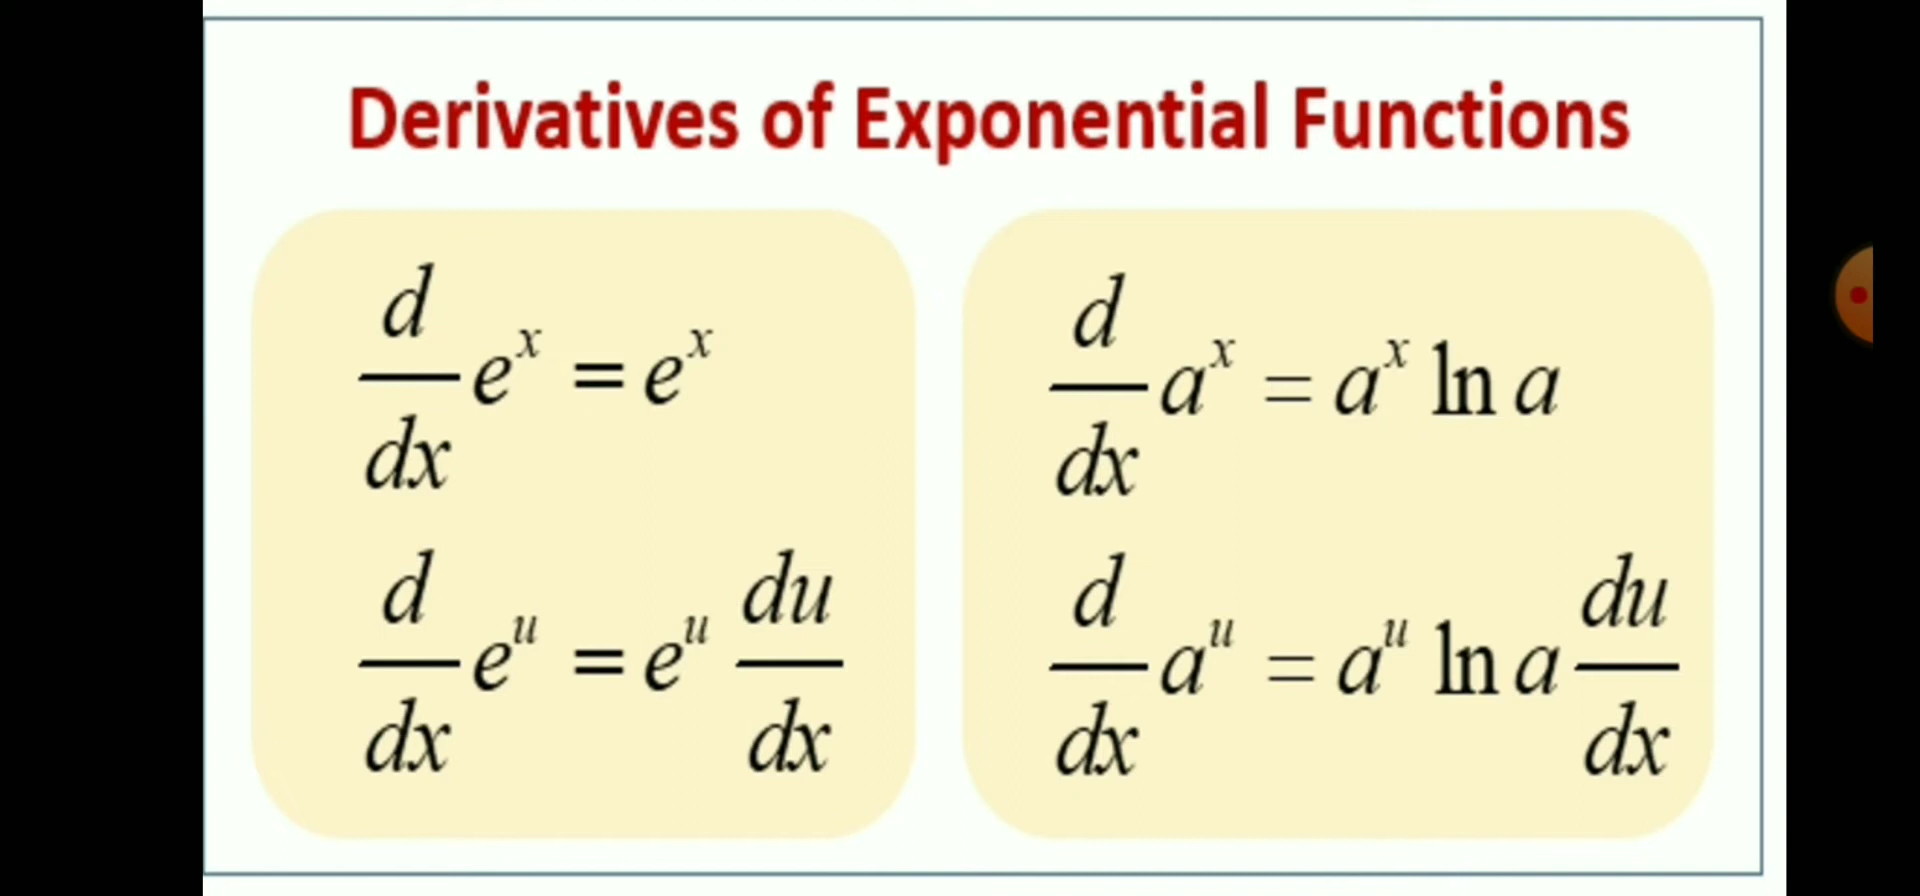 Derivatives of Exponential Functions
d/dx e^x = e^x
d/dx e^u = e^u du/dx
d/dx a^x = a^x ln a
d/dx a^u = a^u ln a du/dx